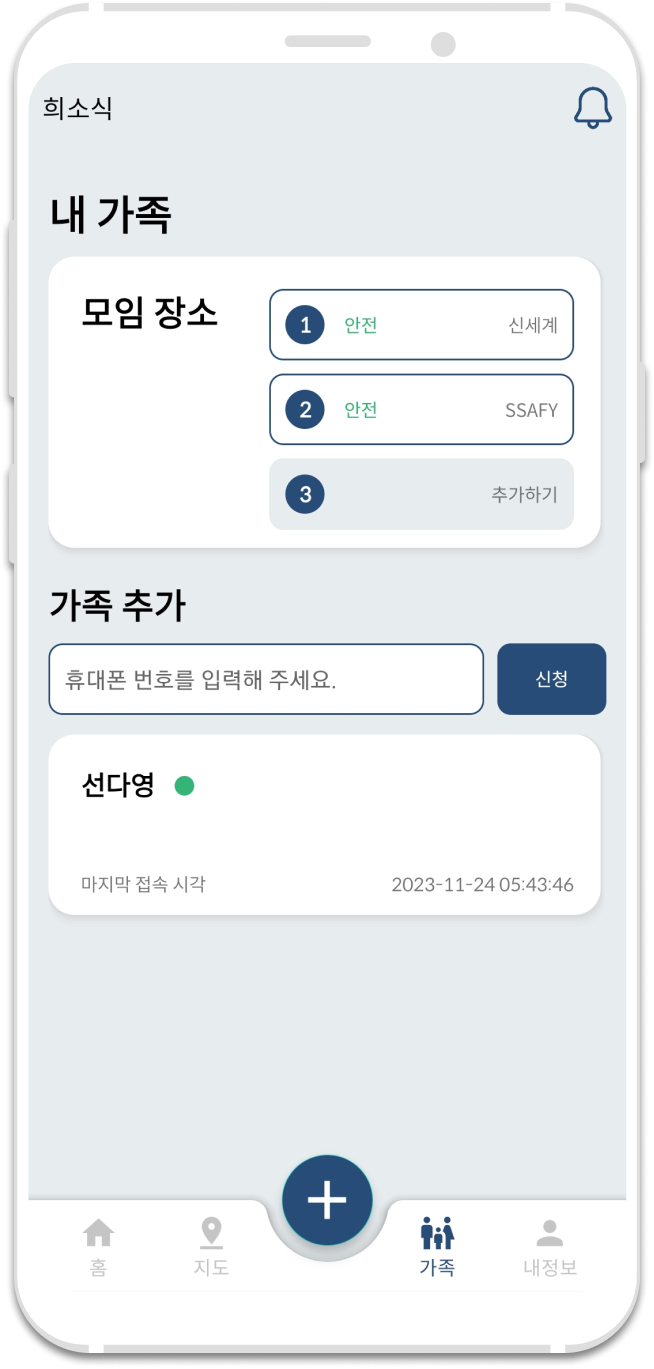 희소식
내 가족
모임 장소
1 안전 신세계
2 안전 SSAFY
3 추가하기
가족 추가
휴대폰 번호를 입력해 주세요. 신청
선다영
마지막 접속 시각 2023-11-24 05:43:46
홈 지도 가족 내정보